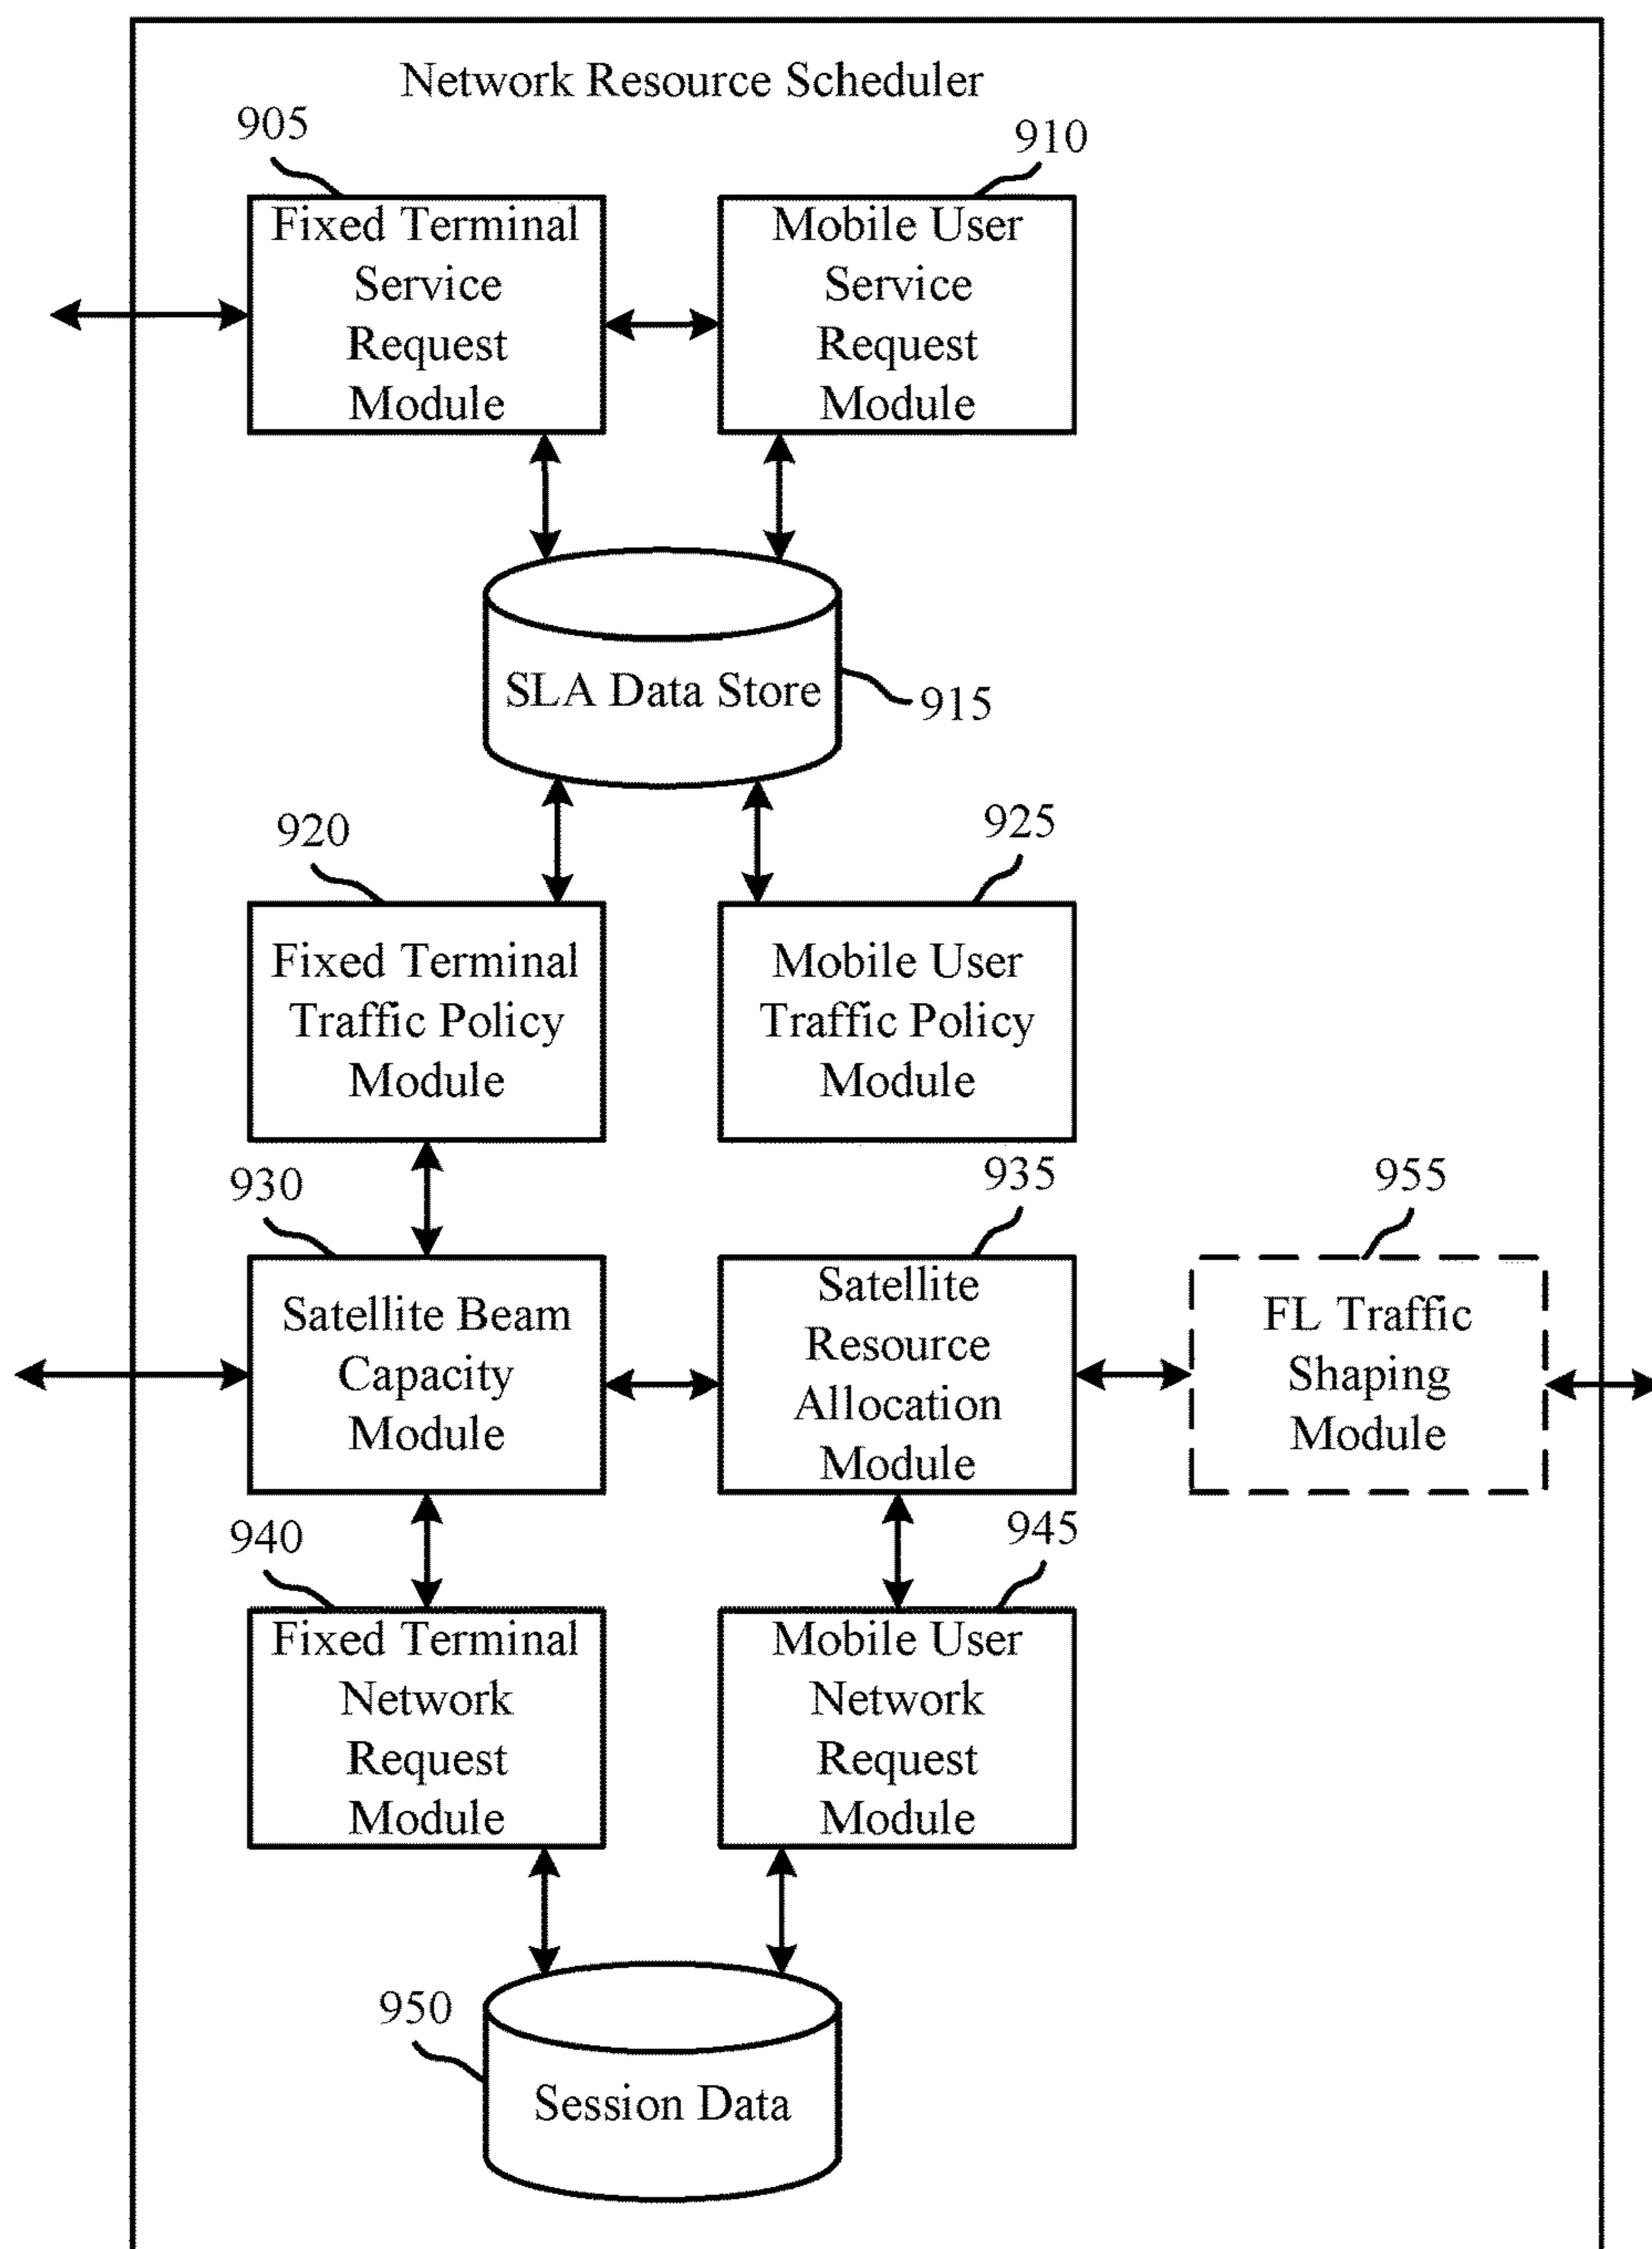 Network Resource Scheduler
905
910
Fixed Terminal
Service
Request
Module
Mobile User
Service
Request
Module
SLA Data Store
915
920
925
Fixed Terminal
Traffic Policy
Module
Mobile User
Traffic Policy
Module
930
935
955
Satellite Beam
Capacity
Module
Satellite
Resource
Allocation
Module
FL Traffic
Shaping
Module
940
945
Fixed Terminal
Network
Request
Module
Mobile User
Network
Request
Module
950
Session Data